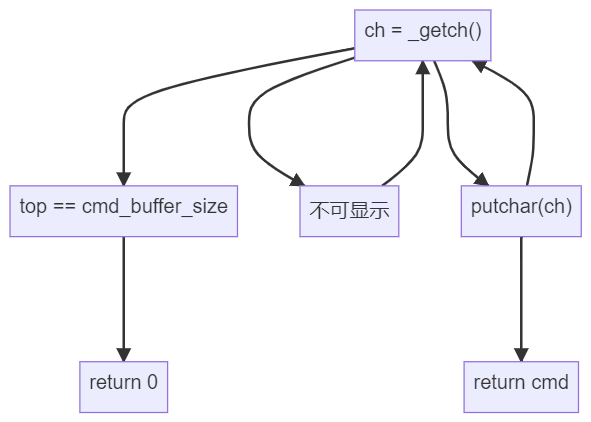 ch = _getch()
top == cmd_buffer_size
不可显示
putchar(ch)
return 0
return cmd